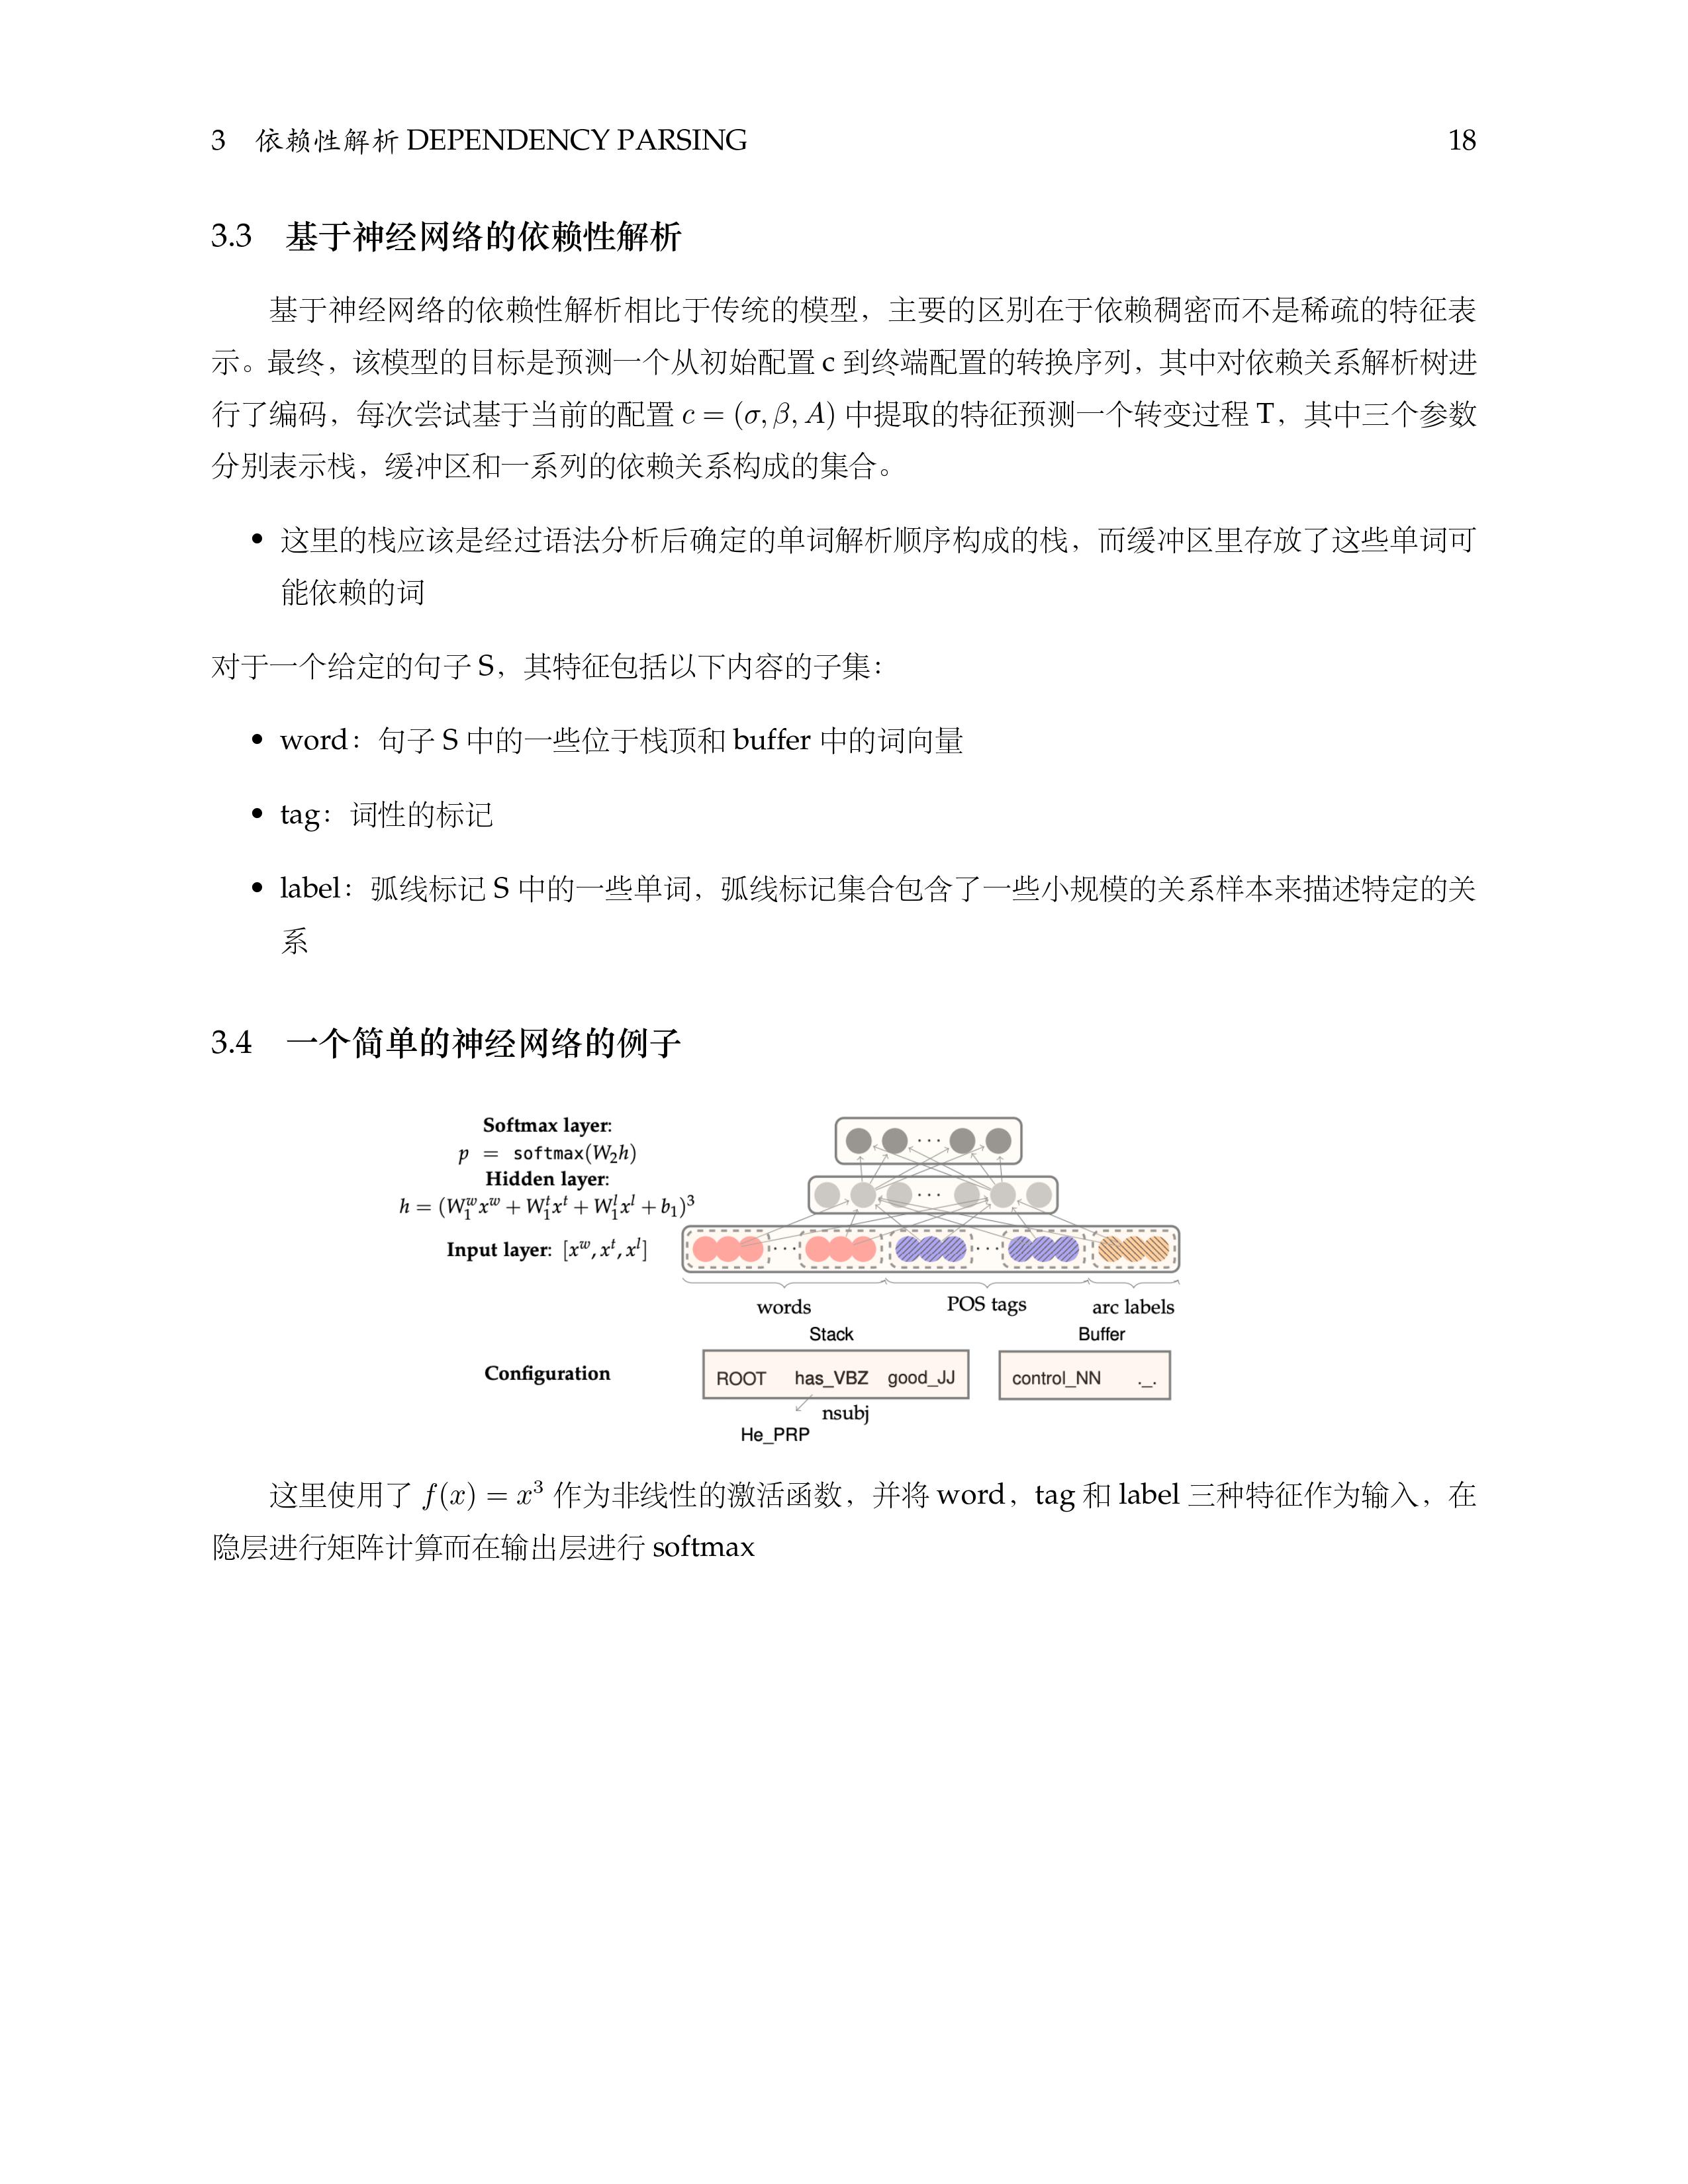 3 依赖性解析 DEPENDENCY PARSING 18
3.3 基于神经网络的依赖性解析
基于神经网络的依赖性解析相比于传统的模型，主要的区别在于依赖稠密而不是稀疏的特征表
示。最终，该模型的目标是预测一个从初始配置 c 到终端配置的转换序列，其中对依赖关系解析树进
行了编码，每次尝试基于当前的配置 c = (σ, β, A) 中提取的特征预测一个转变过程 T，其中三个参数
分别表示栈，缓冲区和一系列的依赖关系构成的集合。
• 这里的栈应该是经过语法分析后确定的单词解析顺序构成的栈，而缓冲区里存放了这些单词可
能依赖的词
对于一个给定的句子 S，其特征包括以下内容的子集：
• word：句子 S 中的一些位于栈顶和 buffer 中的词向量
• tag：词性的标记
• label：弧线标记 S 中的一些单词，弧线标记集合包含了一些小规模的关系样本来描述特定的关
系
3.4 一个简单的神经网络的例子
Softmax layer:
p = softmax(W₂h)
Hidden layer:
h = (W₁ʷxʷ + W₁ᵗxᵗ + W₁ˡxˡ + b₁)³
Input layer: [xʷ, xᵗ, xˡ]
words POS tags arc labels
Stack Buffer
Configuration ROOT has_VBZ good_JJ control_NN ._.
nsubj
He_PRP
这里使用了 f(x) = x³ 作为非线性的激活函数，并将 word，tag 和 label 三种特征作为输入，在
隐层进行矩阵计算而在输出层进行 softmax